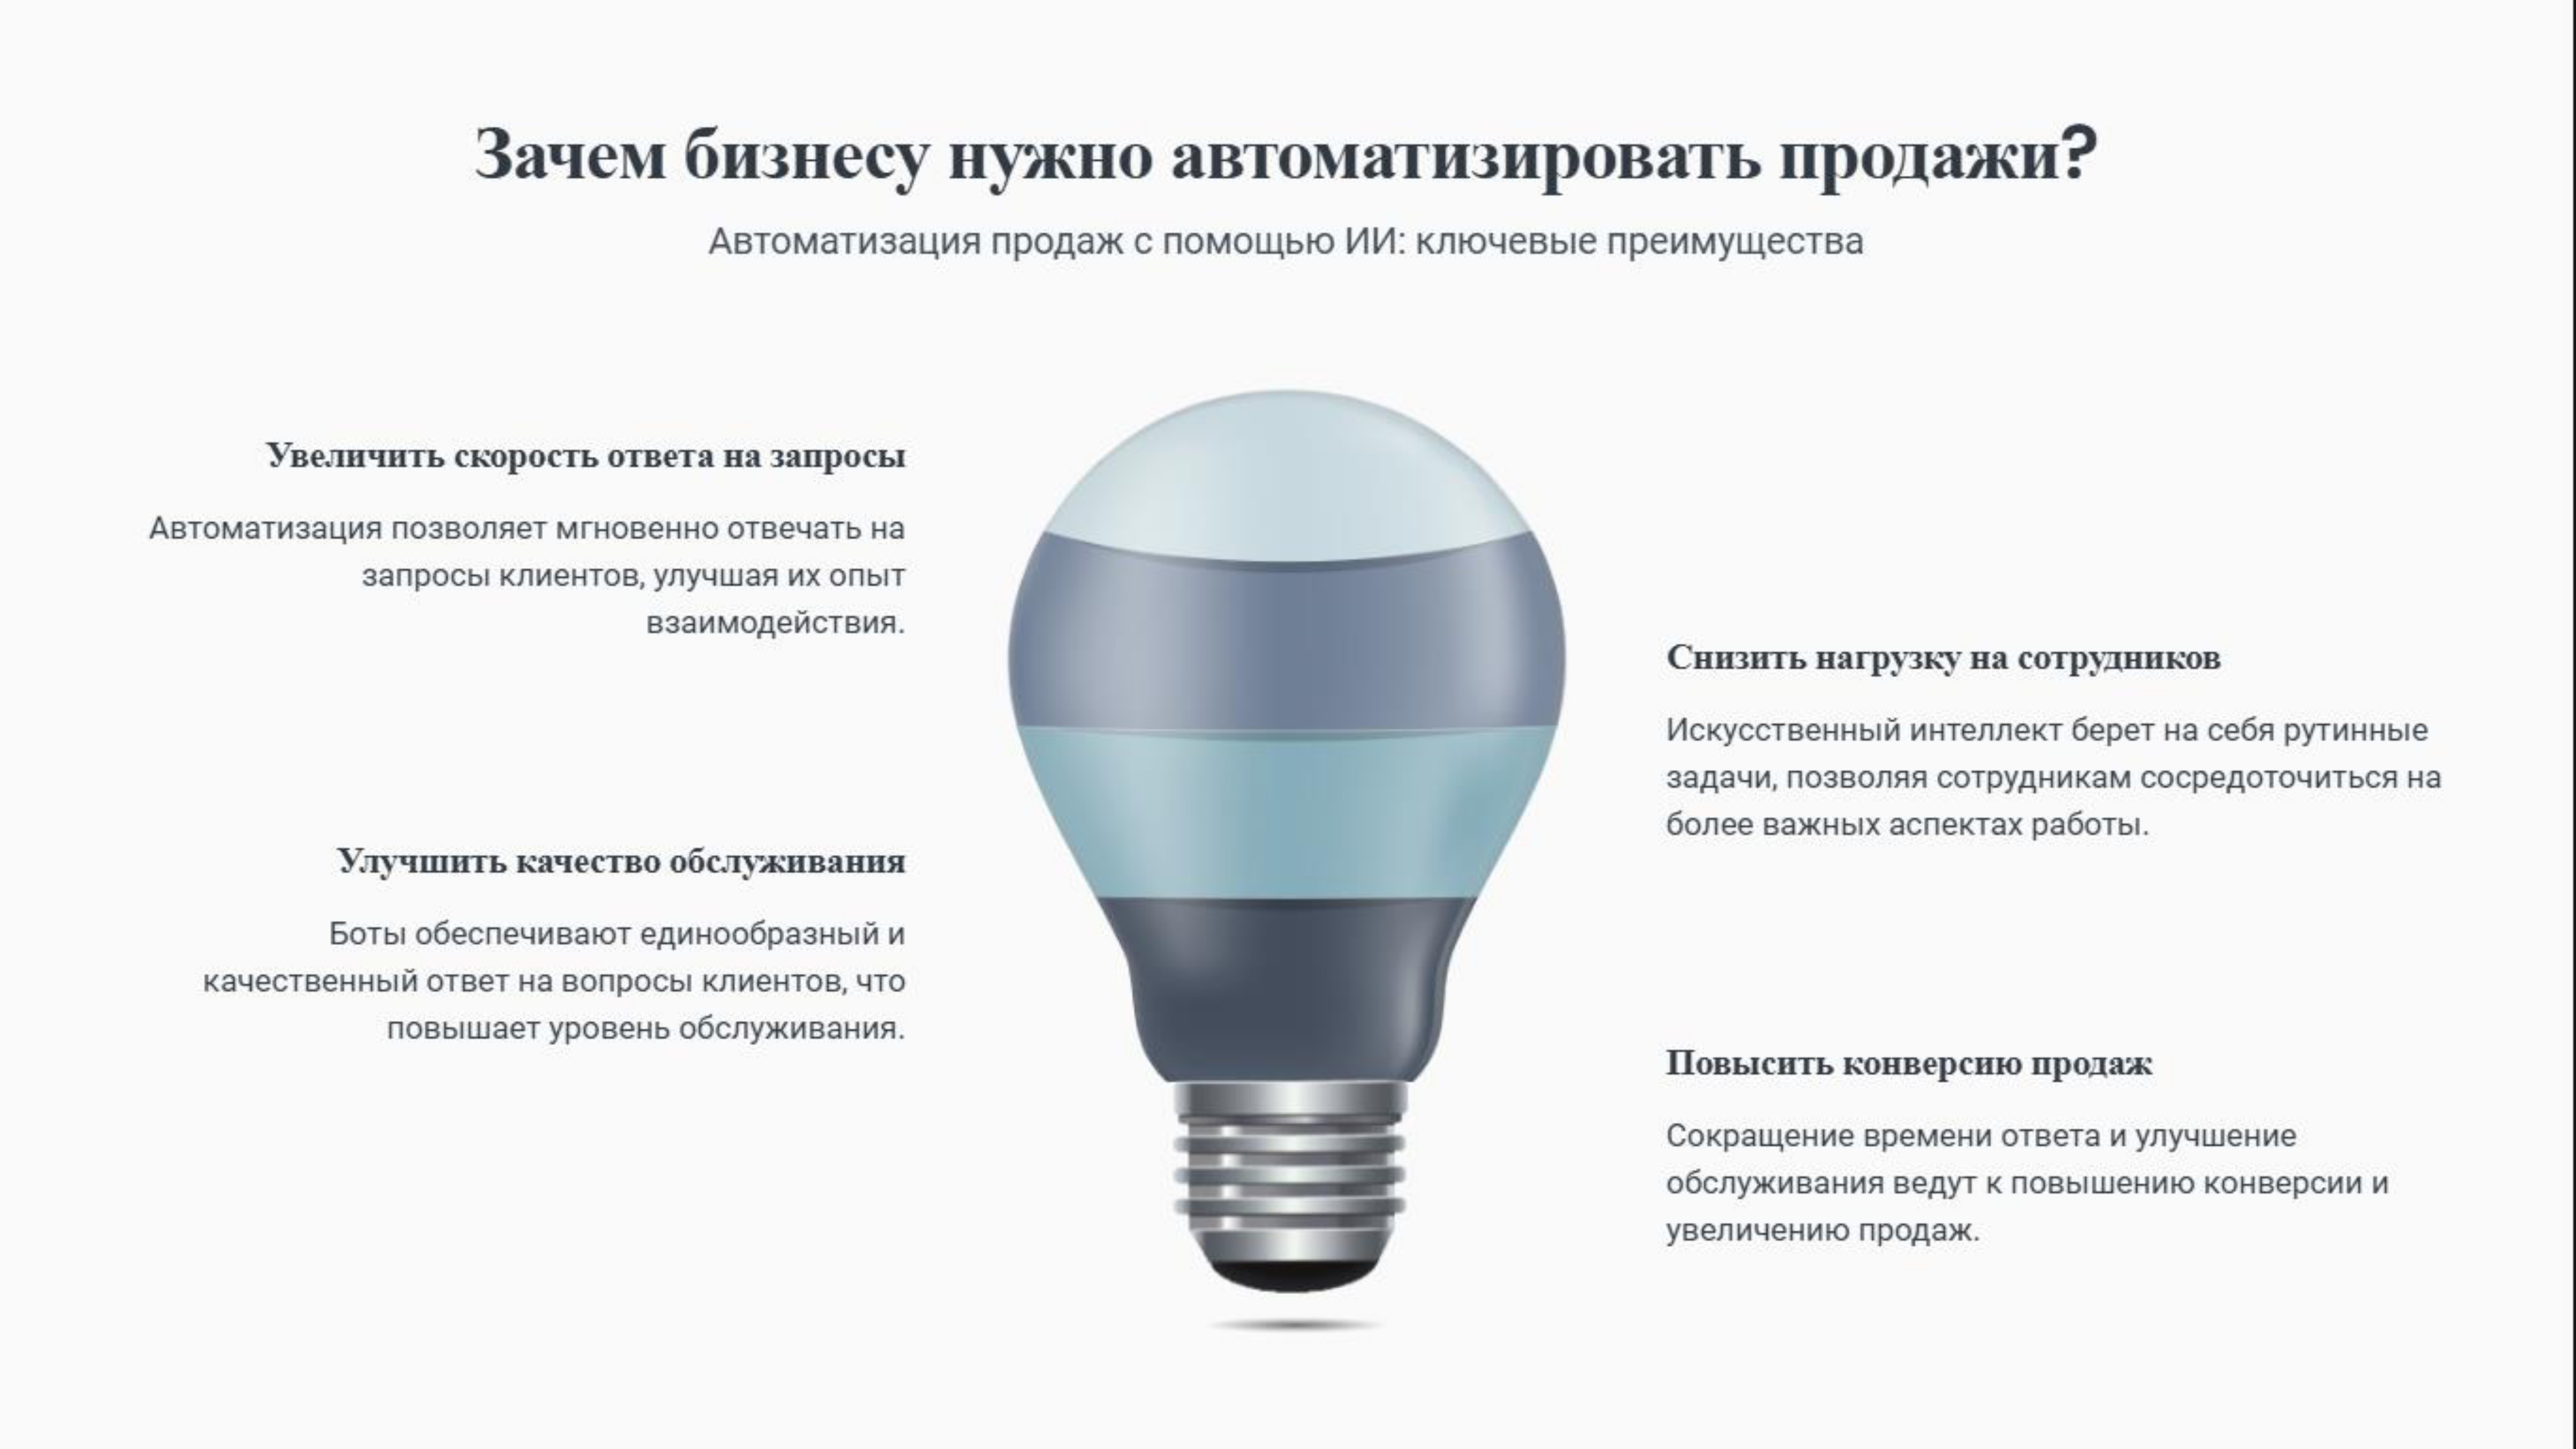 Зачем бизнесу нужно автоматизировать продажи?
Автоматизация продаж с помощью ИИ: ключевые преимущества
Увеличить скорость ответа на запросы
Автоматизация позволяет мгновенно отвечать на
запросы клиентов, улучшая их опыт
взаимодействия.
Снизить нагрузку на сотрудников
Искусственный интеллект берет на себя рутинные
задачи, позволяя сотрудникам сосредоточиться на
более важных аспектах работы.
Улучшить качество обслуживания
Боты обеспечивают единообразный и
качественный ответ на вопросы клиентов, что
повышает уровень обслуживания.
Повысить конверсию продаж
Сокращение времени ответа и улучшение
обслуживания ведут к повышению конверсии и
увеличению продаж.